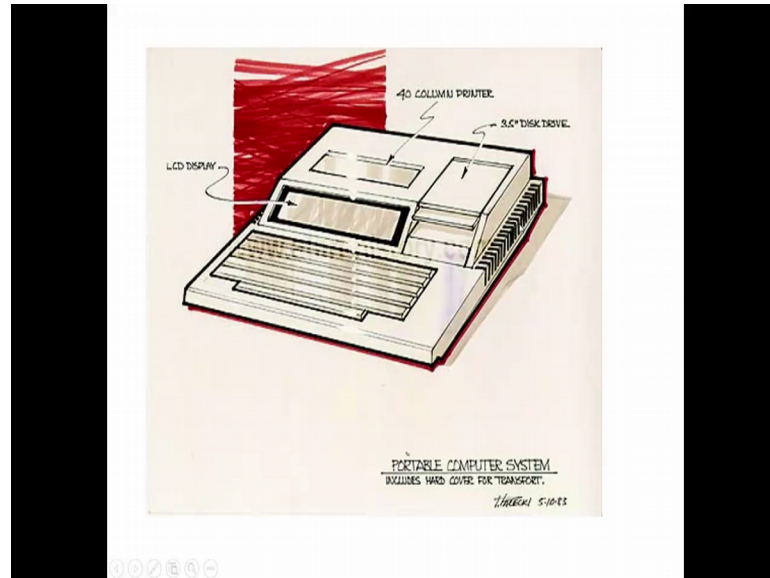 40 COLUMN PRINTER
3.5" DISK DRIVE
LCD DISPLAY
PORTABLE COMPUTER SYSTEM
INCLUDES HARD COVER FOR TRANSPORT.
5-10-83